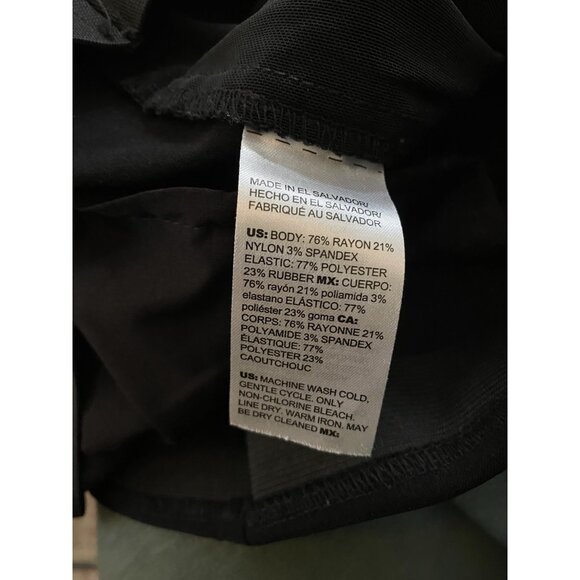 MADE IN EL SALVADOR/
HECHO EN EL SALVADOR/
FABRIQUÉ AU SALVADOR
US: BODY: 76% RAYON 21%
NYLON 3% SPANDEX
ELASTIC: 77% POLYESTER
23% RUBBER MX: CUERPO:
76% rayón 21% poliamida 3%
elastano ELÁSTICO: 77%
poliéster 23% goma CA:
CORPS: 76% RAYONNE 21%
POLYAMIDE 3% SPANDEX
ÉLASTIQUE: 77%
POLYESTER 23%
CAOUTCHOUC
US: MACHINE WASH COLD,
GENTLE CYCLE. ONLY
NON-CHLORINE BLEACH.
LINE DRY. WARM IRON. MAY
BE DRY CLEANED MX: